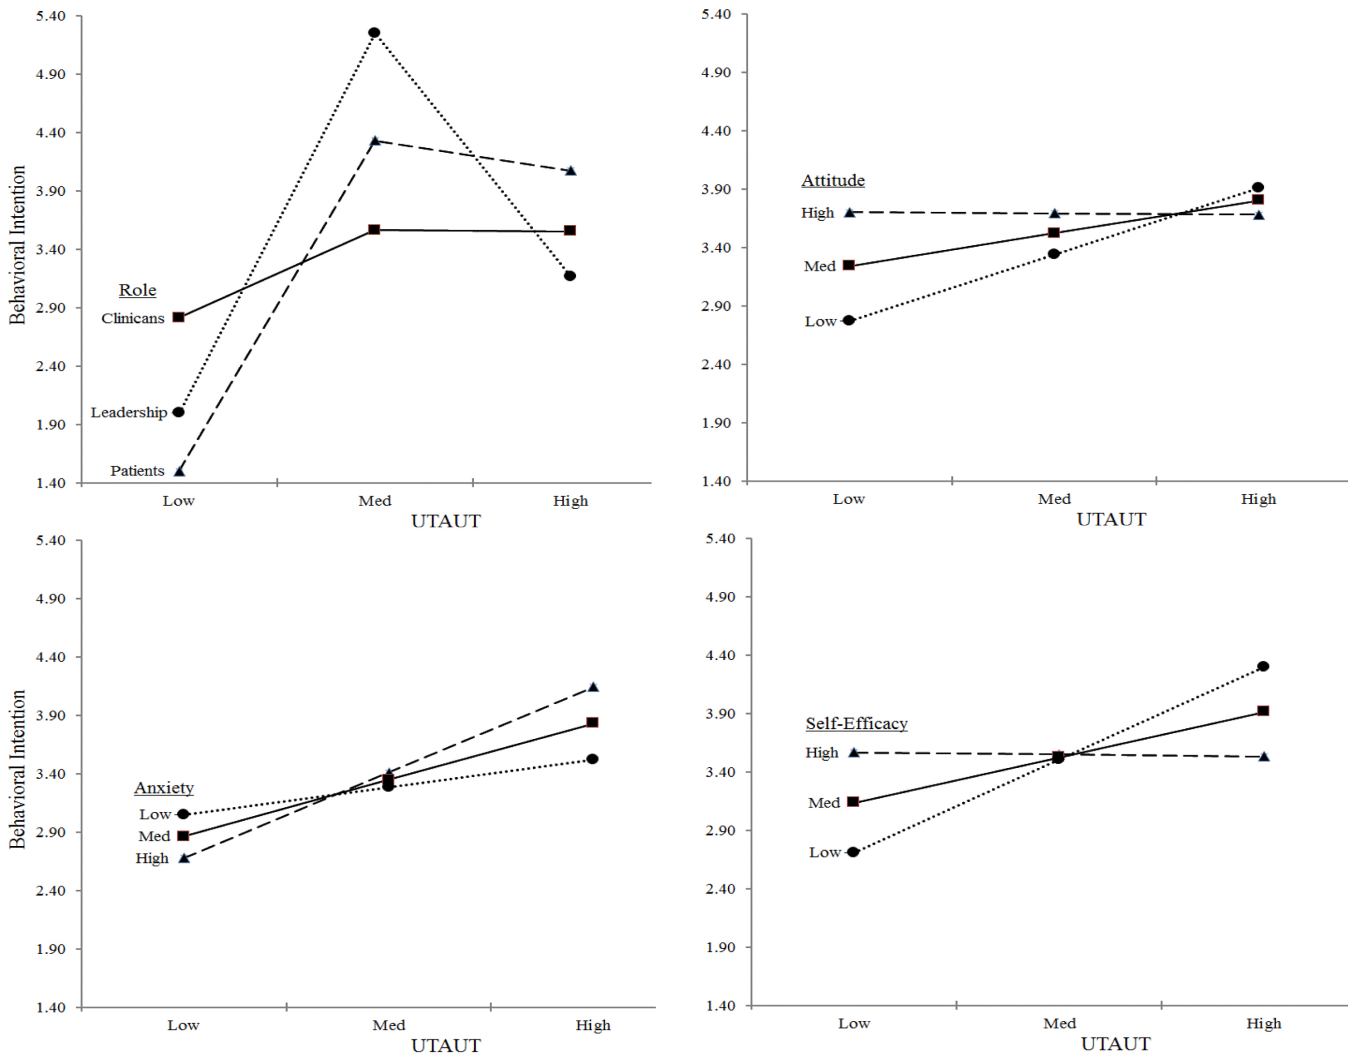 5.40
4.90
4.40
3.90
3.40
2.90
2.40
1.90
1.40
Behavioral Intention
Role
Clinicans
Leadership
Patients
Low Med High
UTAUT
5.40
4.90
4.40
3.90
3.40
2.90
2.40
1.90
1.40
Attitude
High
Med
Low
Low Med High
UTAUT
5.40
4.90
4.40
3.90
3.40
2.90
2.40
1.90
1.40
Behavioral Intention
Anxiety
Low
Med
High
Low Med High
UTAUT
5.40
4.90
4.40
3.90
3.40
2.90
2.40
1.90
1.40
Self-Efficacy
High
Med
Low
Low Med High
UTAUT